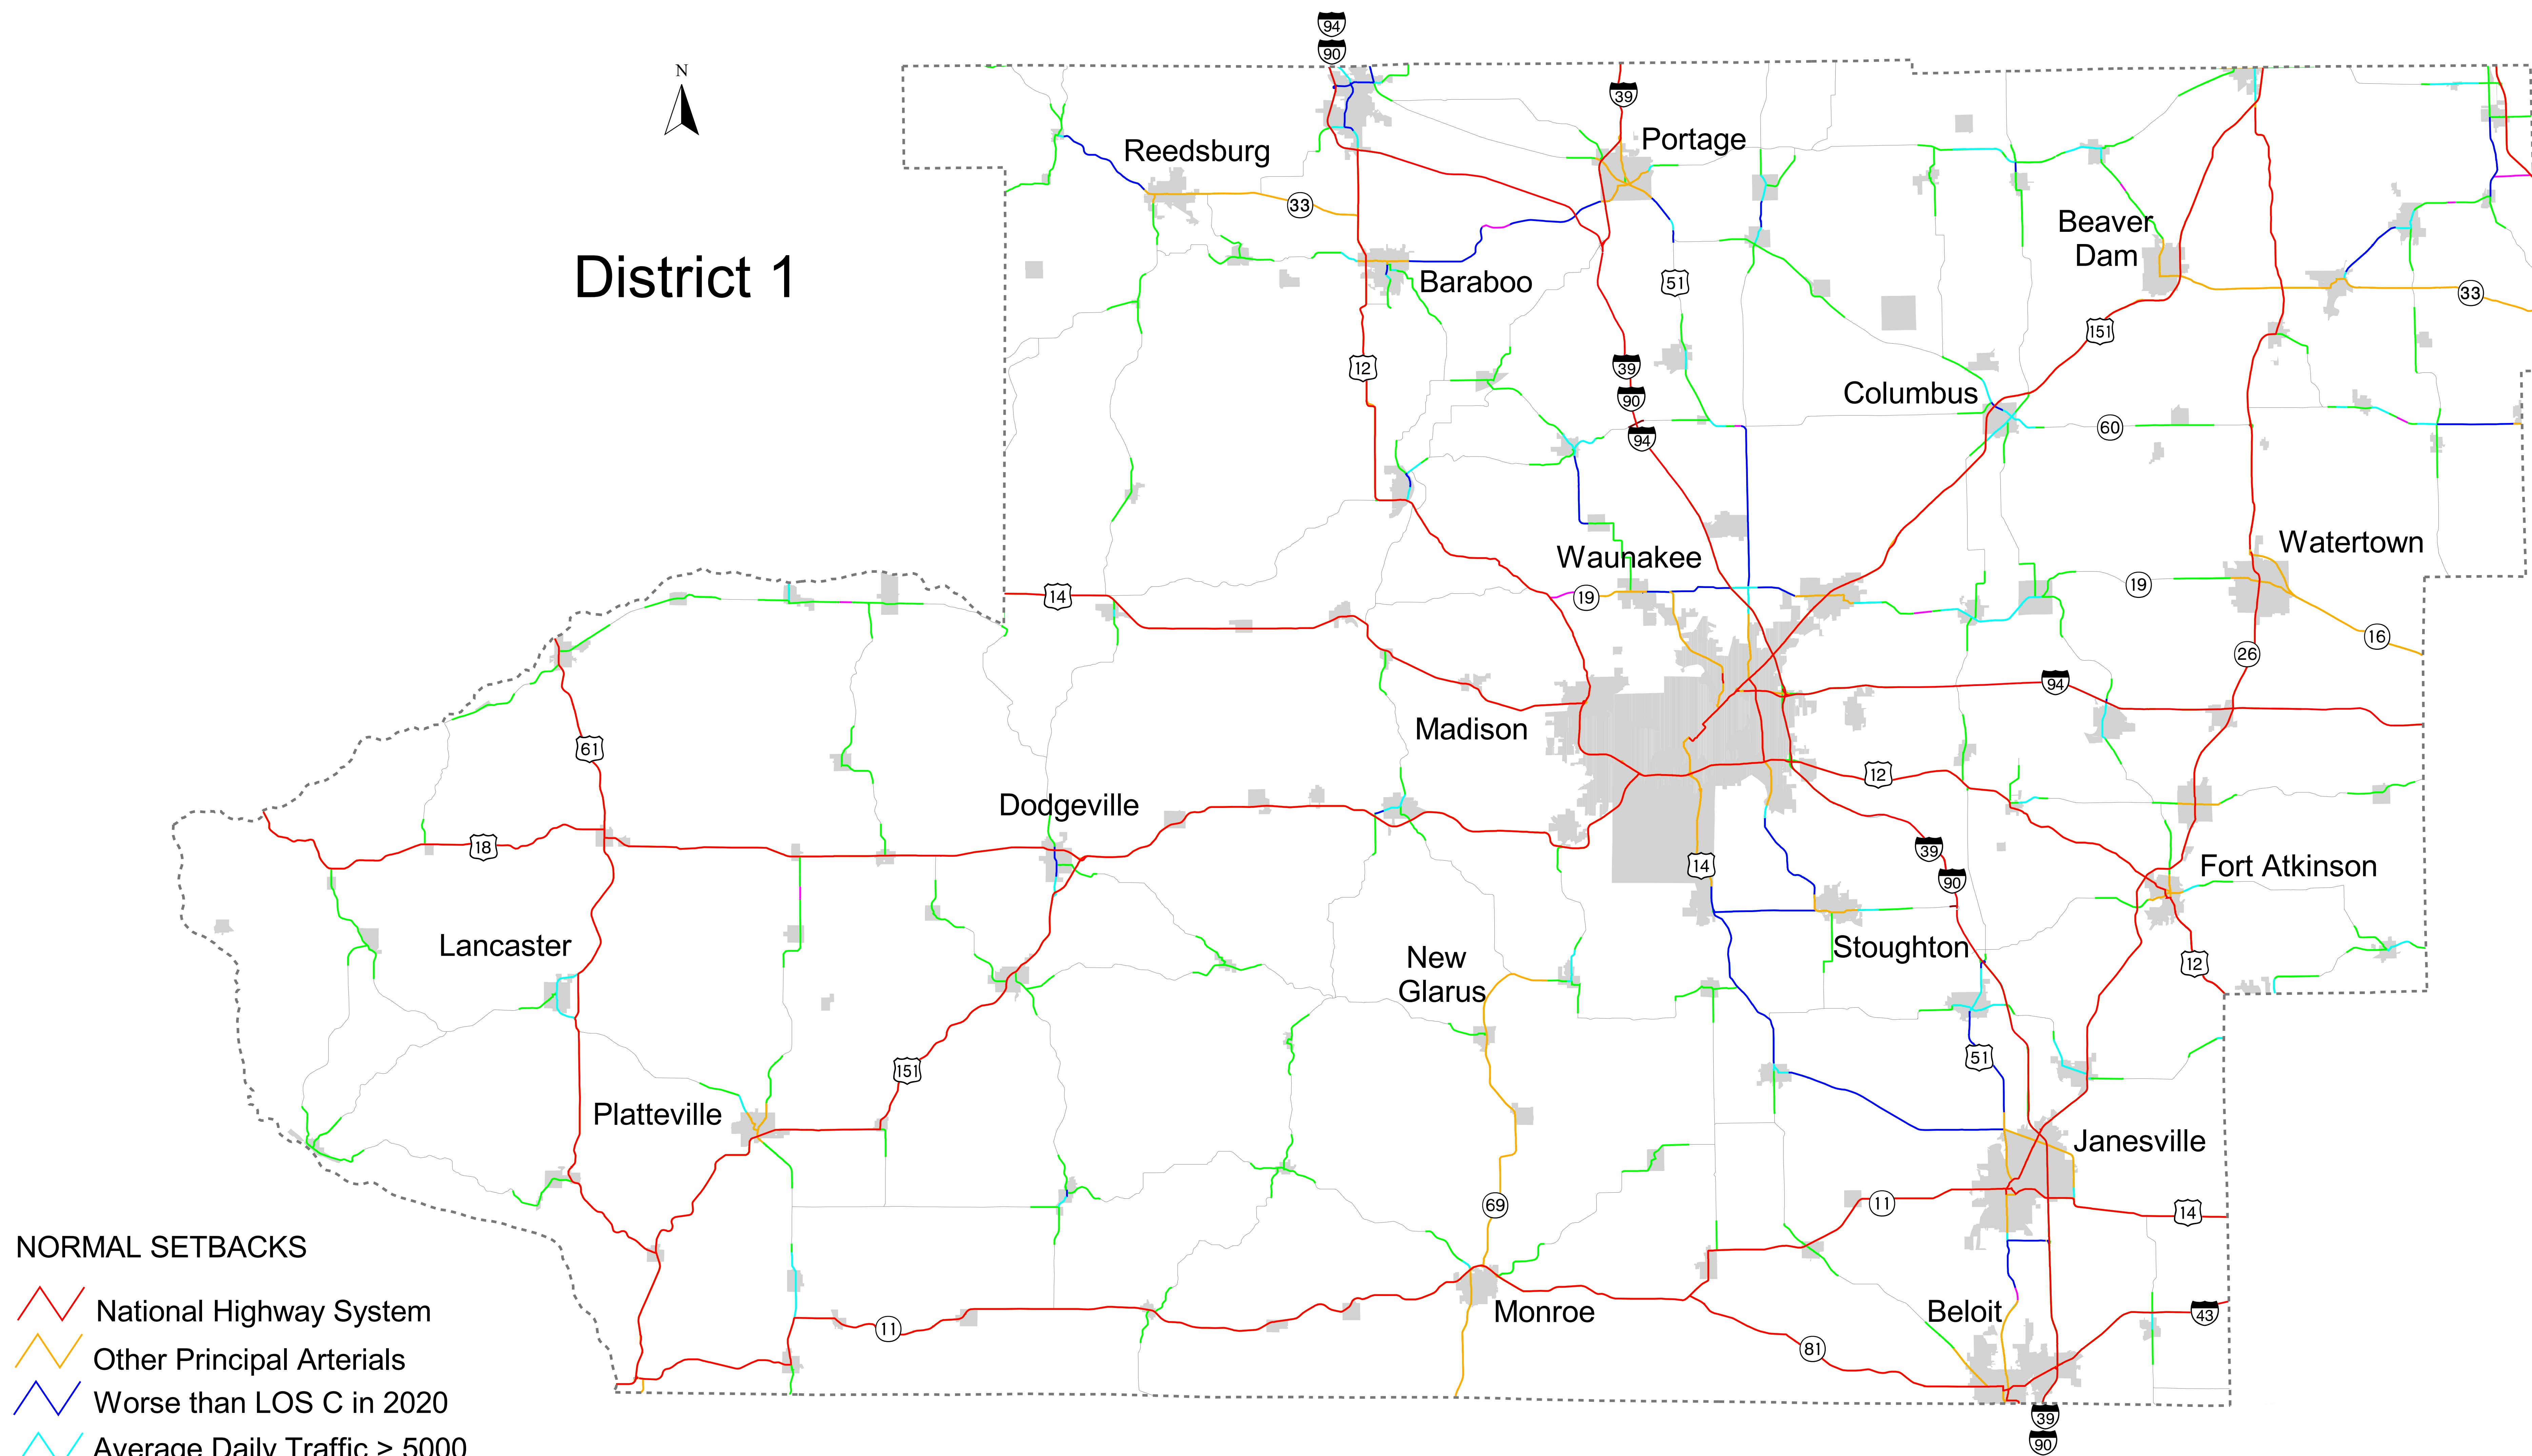 94
90
N
39
Portage
Reedsburg
33
Beaver
Dam
District 1
Baraboo
51
33
151
12
39
90
Columbus
94
60
Waunakee
Watertown
14
19
19
16
26
94
Madison
61
12
Dodgeville
18
39
14
90
Fort Atkinson
Lancaster
Stoughton
New
Glarus
12
51
151
Platteville
Janesville
69
11
14
NORMAL SETBACKS
National Highway System
Monroe
Beloit
43
11
81
Other Principal Arterials
Worse than LOS C in 2020
39
90
Average Daily Traffic > 5000